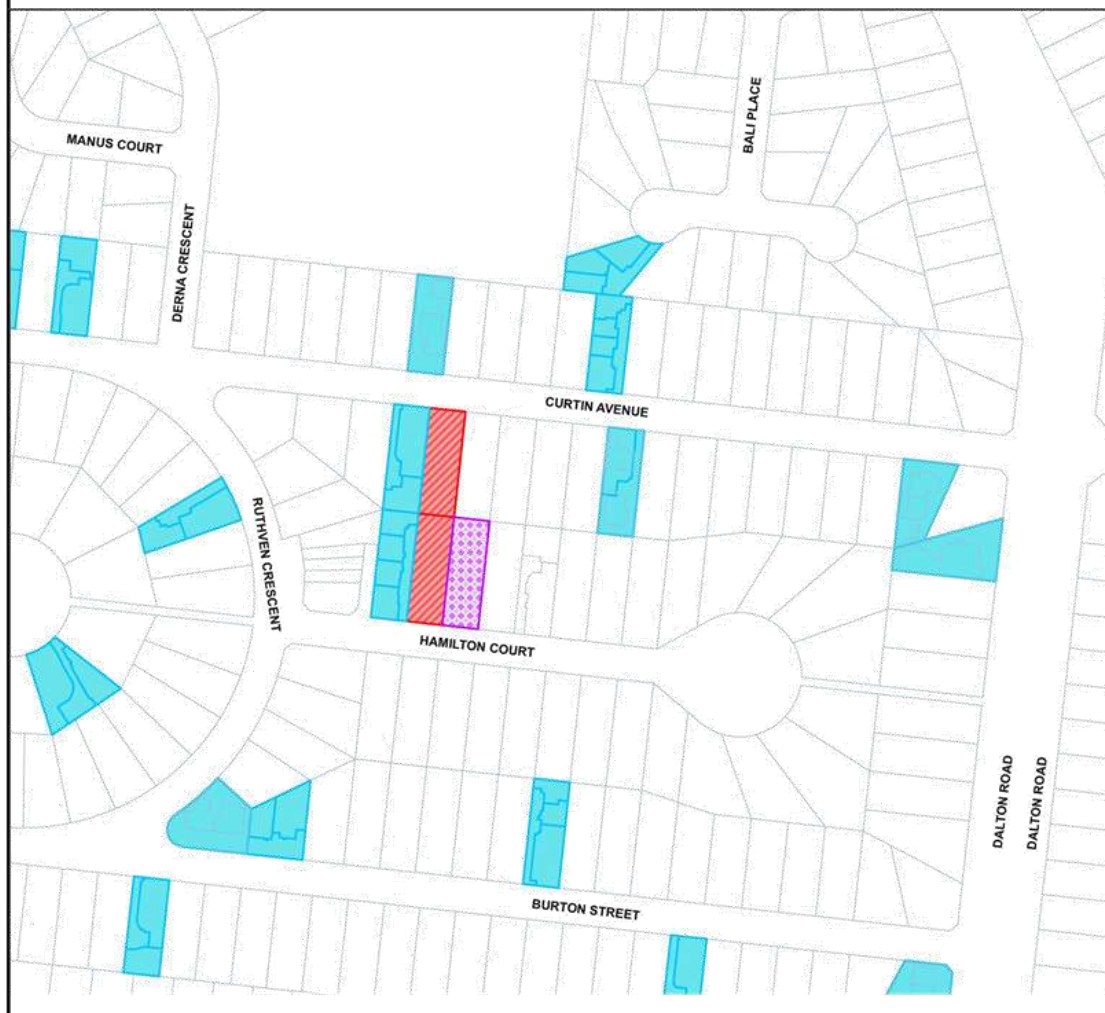 BALI PLACE
MANUS COURT
DERNA CRESCENT
CURTIN AVENUE
RUTHVEN CRESCENT
HAMILTON COURT
DALTON ROAD
DALTON ROAD
BURTON STREET